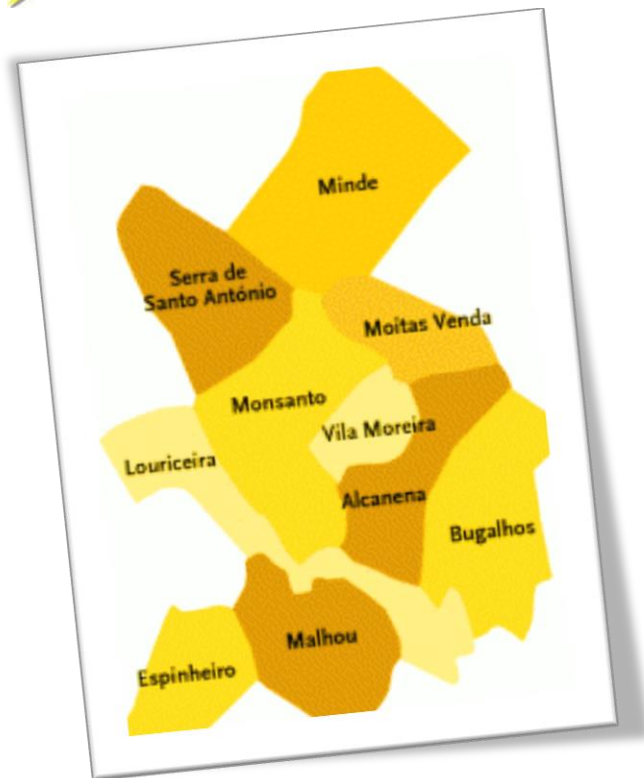 Minde
Serra de
Santo António
Moitas Venda
Monsanto
Vila Moreira
Louriceira
Alcanena
Bugalhos
Malhou
Espinheiro